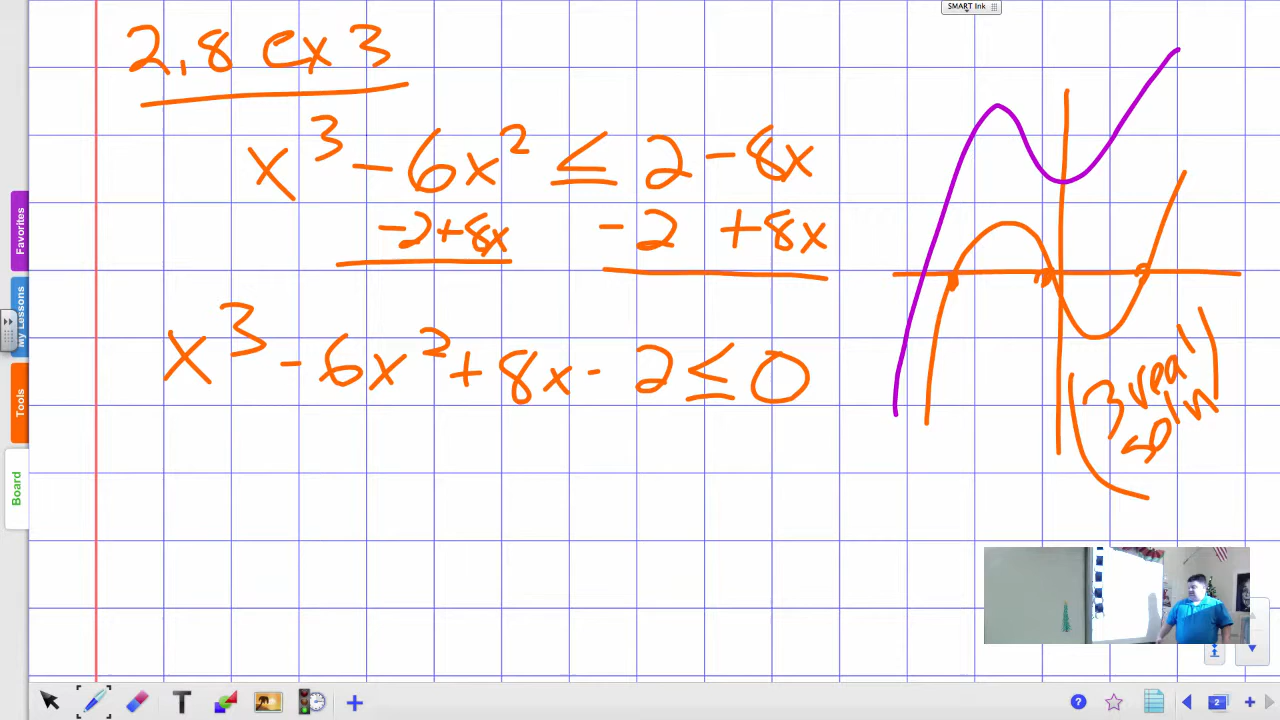 SMART Ink
2.8 ex 3
x³ - 6x² ≤ 2 - 8x
-2 + 8x   -2 + 8x
x³ - 6x² + 8x - 2 ≤ 0
3 real
soln
Favorites
My Lessons
Tools
Board
T
?
2